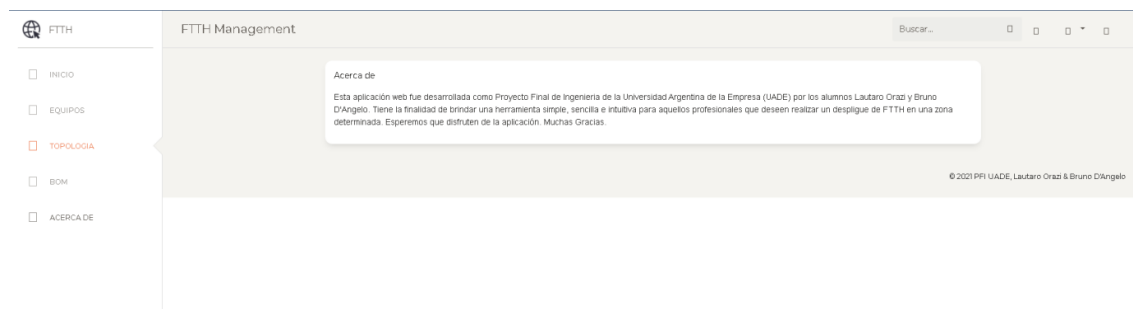 FTTH
FTTH Management
Buscar...
INICIO
EQUIPOS
TOPOLOGIA
BOM
ACERCA DE
Acerca de
Esta aplicación web fue desarrollada como Proyecto Final de Ingenieria de la Universidad Argentina de la Empresa (UADE) por los alumnos Lautaro Orazi y Bruno
D'Angelo. Tiene la finalidad de brindar una herramienta simple, sencilla e intuitiva para aquellos profesionales que deseen realizar un despligue de FTTH en una zona
determinada. Esperemos que disfruten de la aplicación. Muchas Gracias.
© 2021 PFI UADE, Lautaro Orazi & Bruno D'Angelo